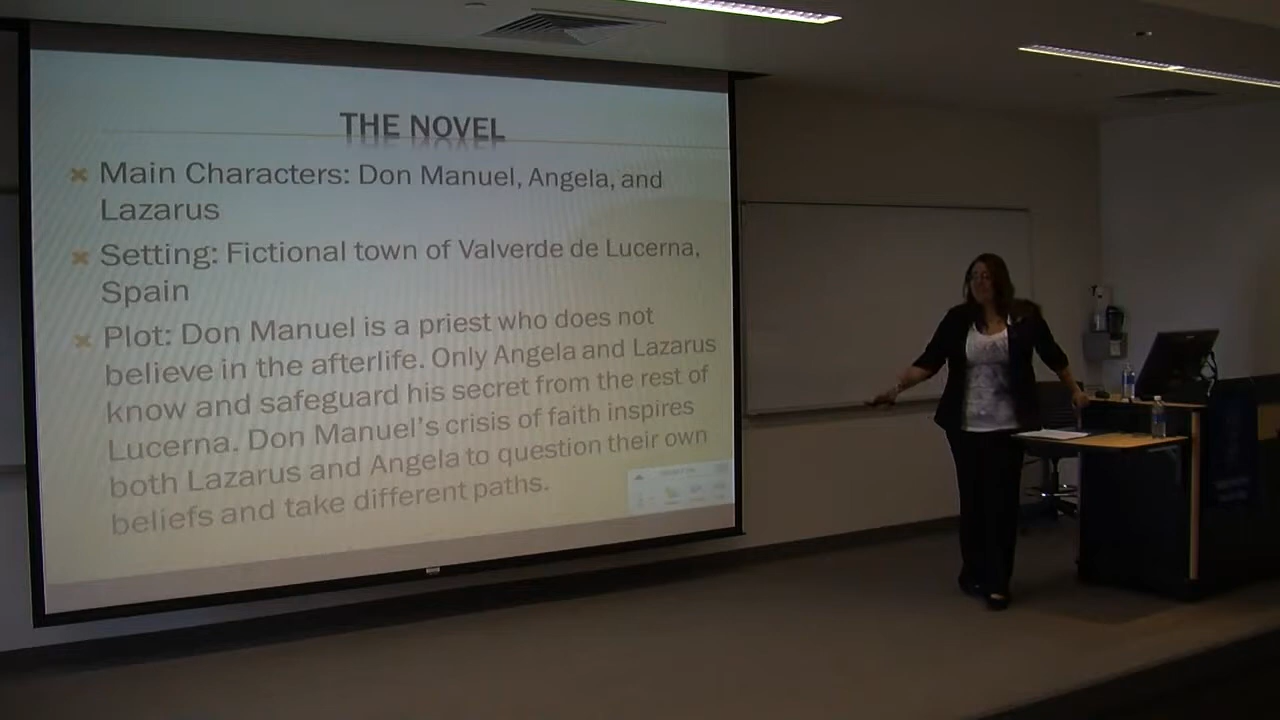 THE NOVEL
Main Characters: Don Manuel, Angela, and
Lazarus
Setting: Fictional town of Valverde de Lucerna,
Spain
Plot: Don Manuel is a priest who does not
believe in the afterlife. Only Angela and Lazarus
know and safeguard his secret from the rest of
Lucerna. Don Manuel's crisis of faith inspires
both Lazarus and Angela to question their own
beliefs and take different paths.